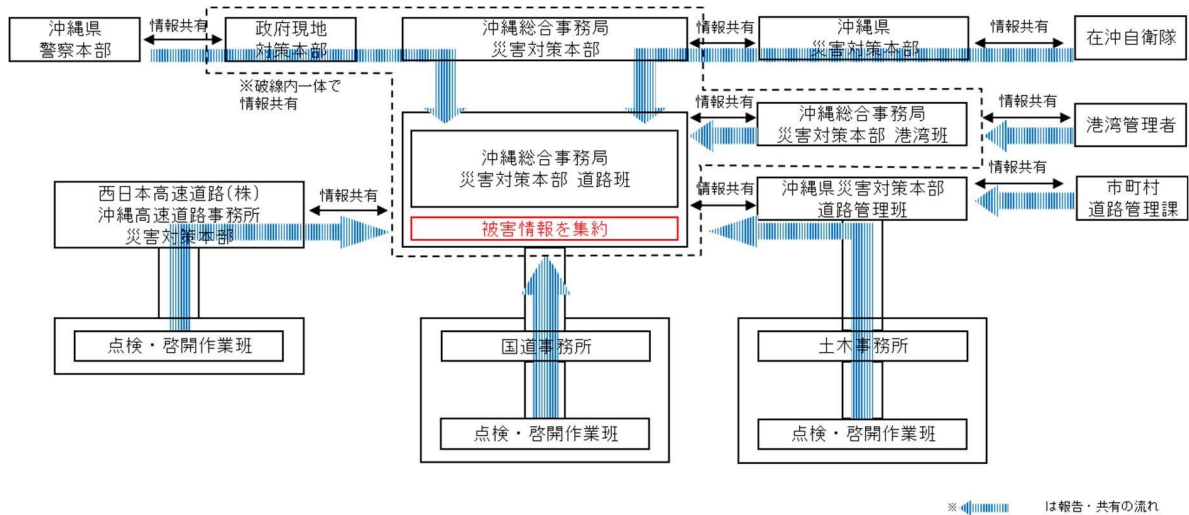 沖縄県
警察本部
情報共有
政府現地
対策本部
沖縄総合事務局
災害対策本部
情報共有
沖縄県
災害対策本部
情報共有
在沖自衛隊
※破線内一体で
情報共有
沖縄総合事務局
災害対策本部 道路班
被害情報を集約
情報共有
沖縄総合事務局
災害対策本部 港湾班
情報共有
港湾管理者
西日本高速道路(株)
沖縄高速道路事務所
災害対策本部
情報共有
情報共有
沖縄県災害対策本部
道路管理班
情報共有
市町村
道路管理課
点検・啓開作業班
国道事務所
点検・啓開作業班
土木事務所
点検・啓開作業班
※ は報告・共有の流れ